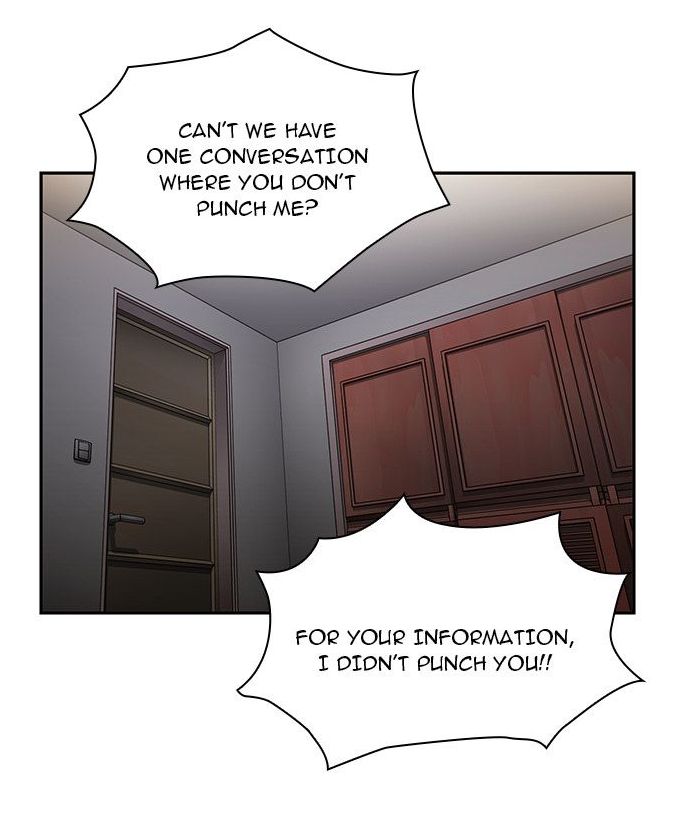 CAN'T WE HAVE
ONE CONVERSATION
WHERE YOU DON'T
PUNCH ME?
FOR YOUR INFORMATION,
I DIDN'T PUNCH YOU!!